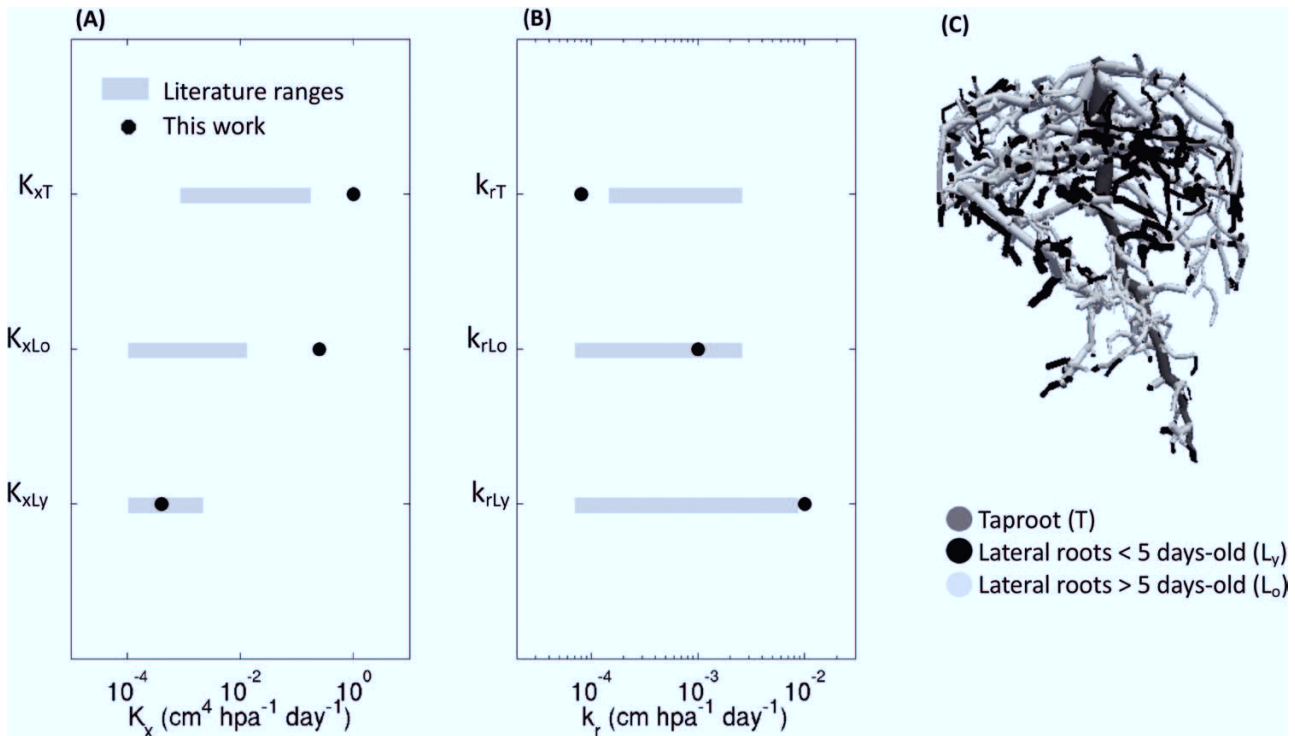 (A)
Literature ranges
This work
KxT
KxLo
KxLy
10⁻⁴ 10⁻² 10⁰
Kx (cm⁴ hpa⁻¹ day⁻¹)
(B)
krT
krLo
krLy
10⁻⁴ 10⁻³ 10⁻²
kr (cm hpa⁻¹ day⁻¹)
(C)
Taproot (T)
Lateral roots < 5 days-old (Ly)
Lateral roots > 5 days-old (Lo)